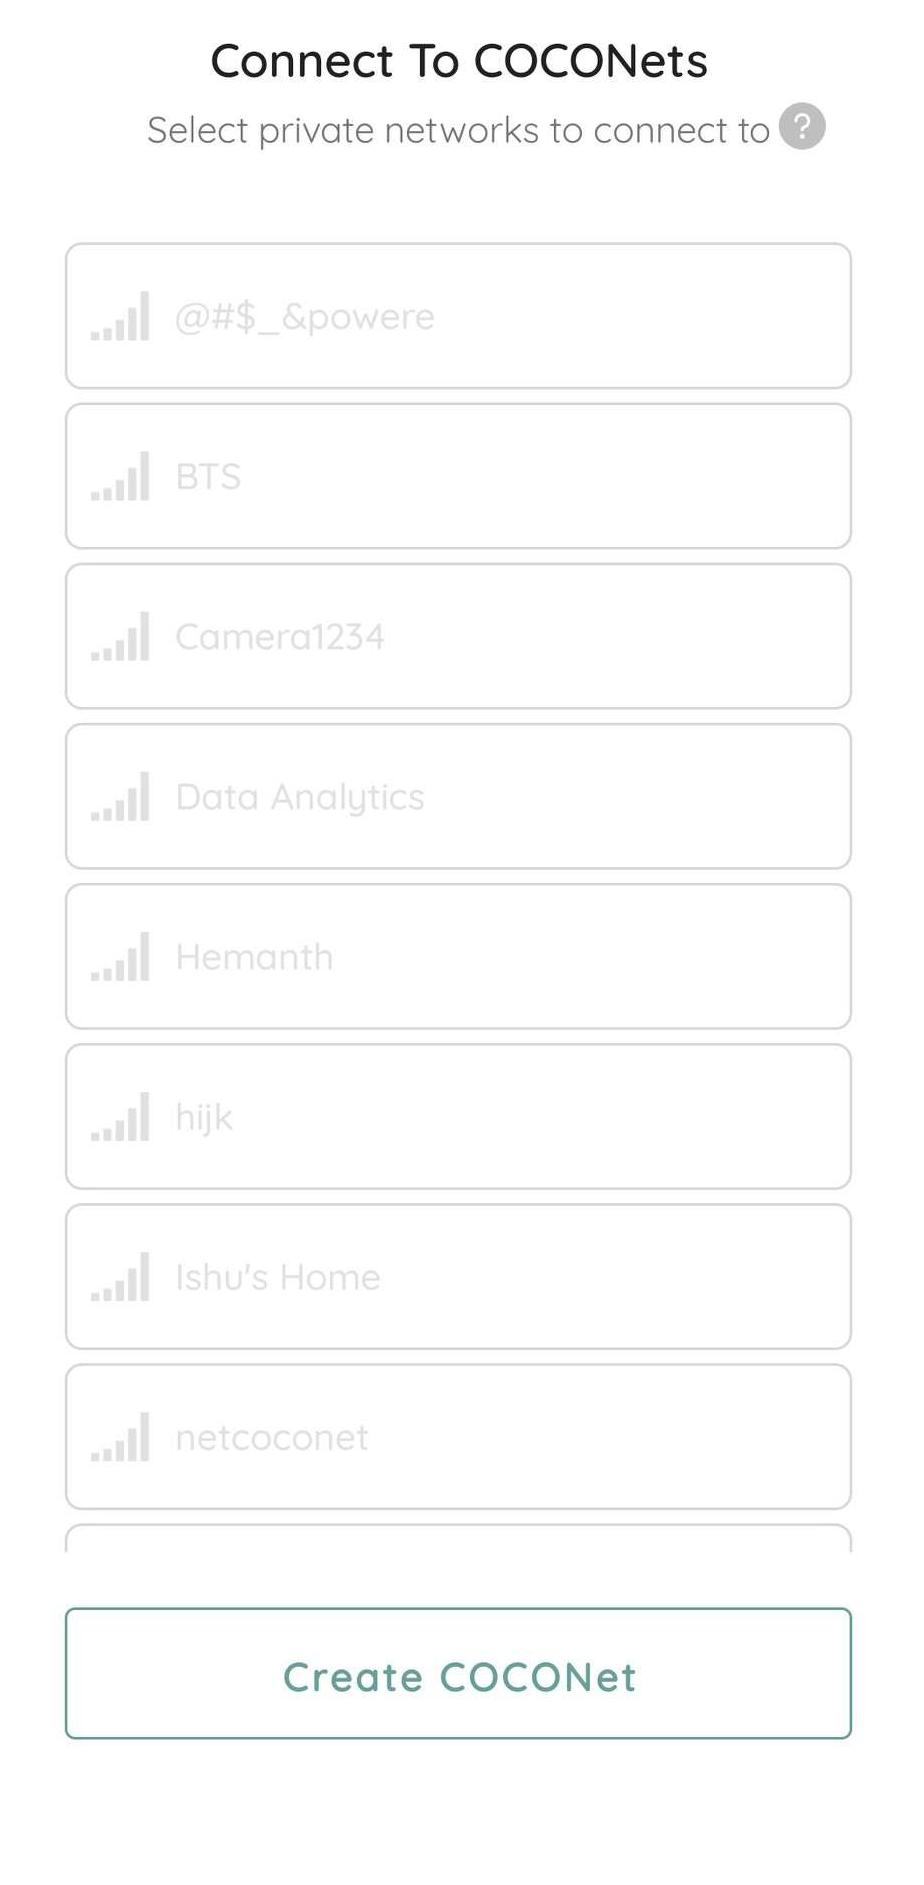 Connect To COCONets
Select private networks to connect to ?
@#$_&powere
BTS
Camera1234
Data Analytics
Hemanth
hijk
Ishu's Home
netcoconet
Create COCONet